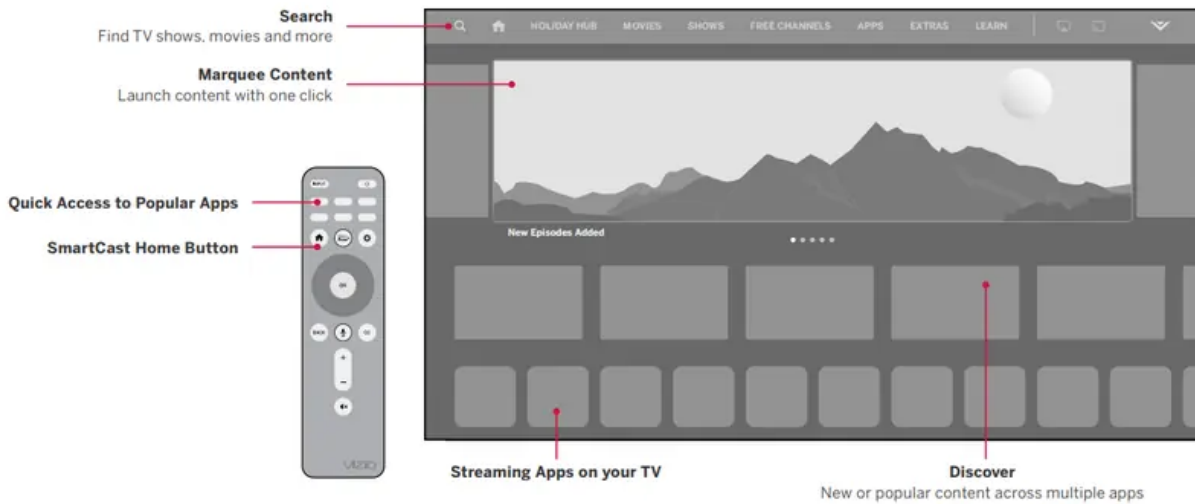 Search
Find TV shows, movies and more
Marquee Content
Launch content with one click
Quick Access to Popular Apps
SmartCast Home Button
HOLIDAY HUB MOVIES SHOWS FREE CHANNELS APPS EXTRAS LEARN
New Episodes Added
INPUT
OK
BACK
CC
+
−
VIZIO
Streaming Apps on your TV
Discover
New or popular content across multiple apps